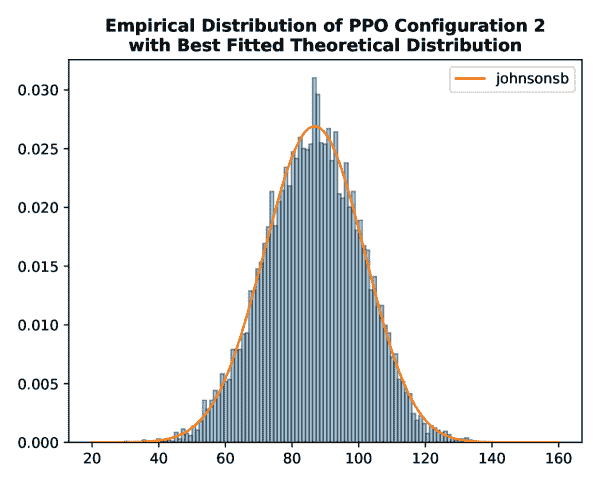 Empirical Distribution of PPO Configuration 2
with Best Fitted Theoretical Distribution
johnsonsb
0.030
0.025
0.020
0.015
0.010
0.005
0.000
20 40 60 80 100 120 140 160